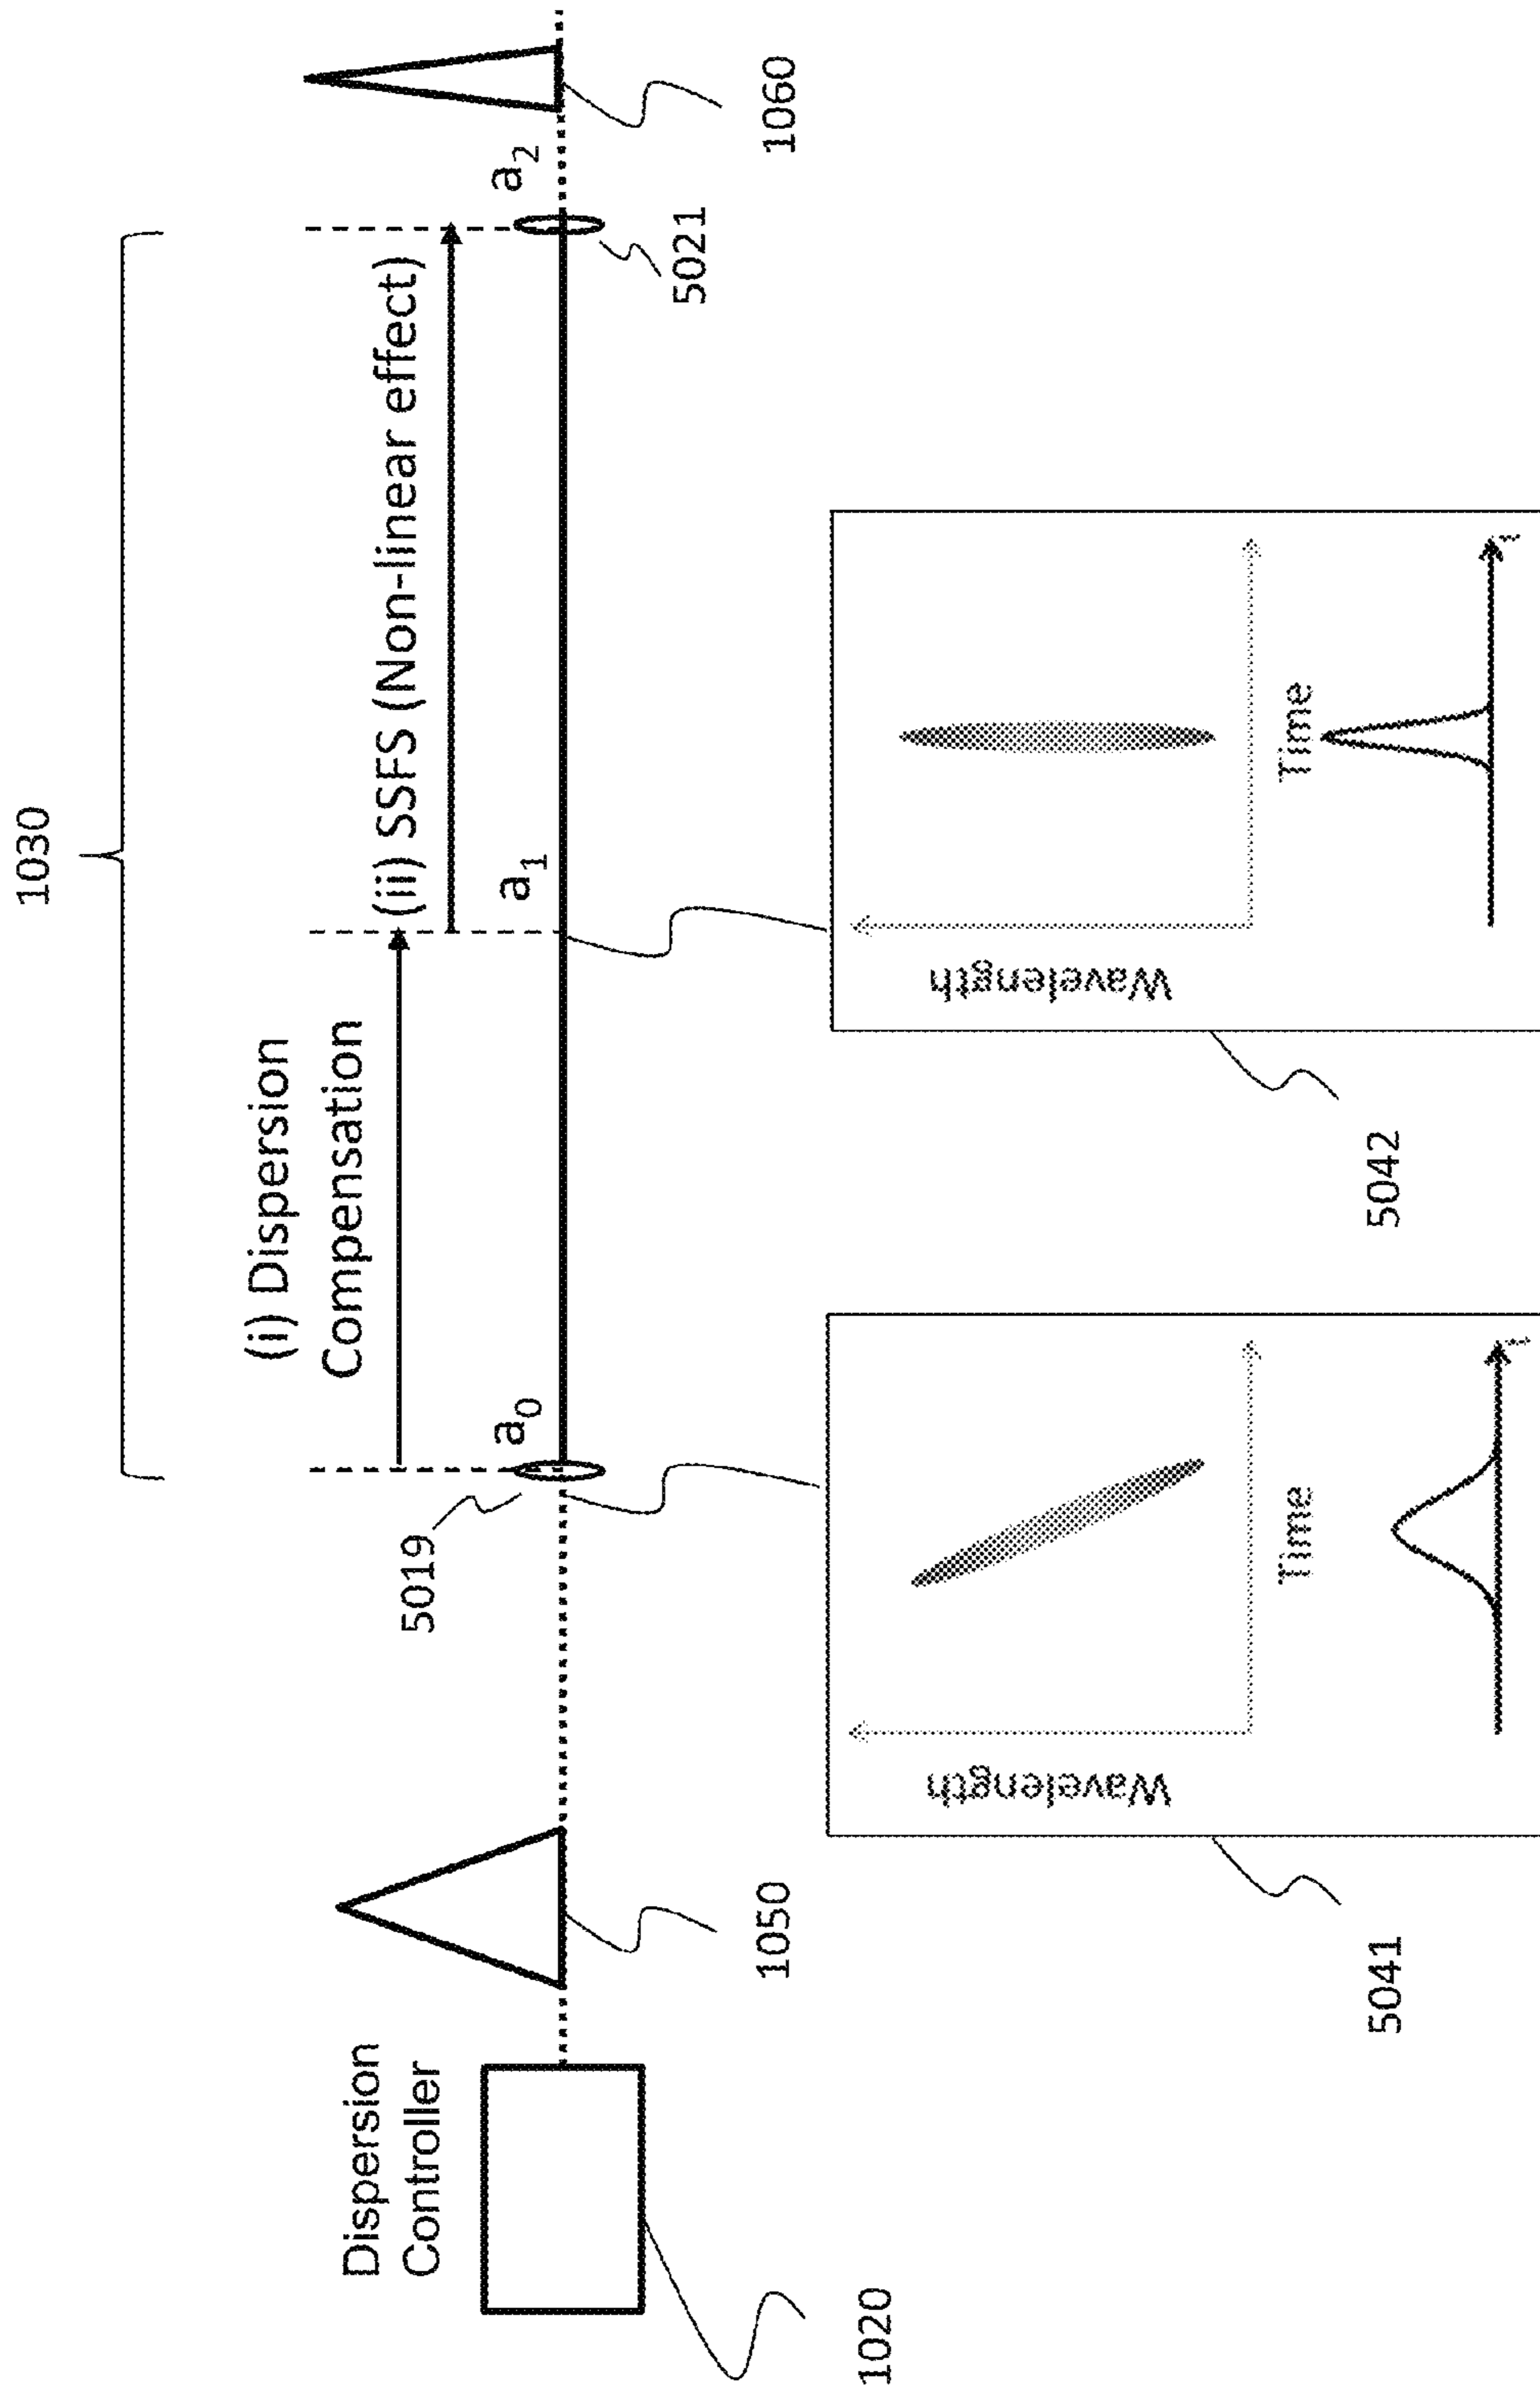 1030
(i) Dispersion
Compensation
(ii) SSFS (Non-linear effect)
a0
a1
a2
5019
5021
Dispersion
Controller
1020
1050
1060
Wavelength
Time
5041
Wavelength
Time
5042